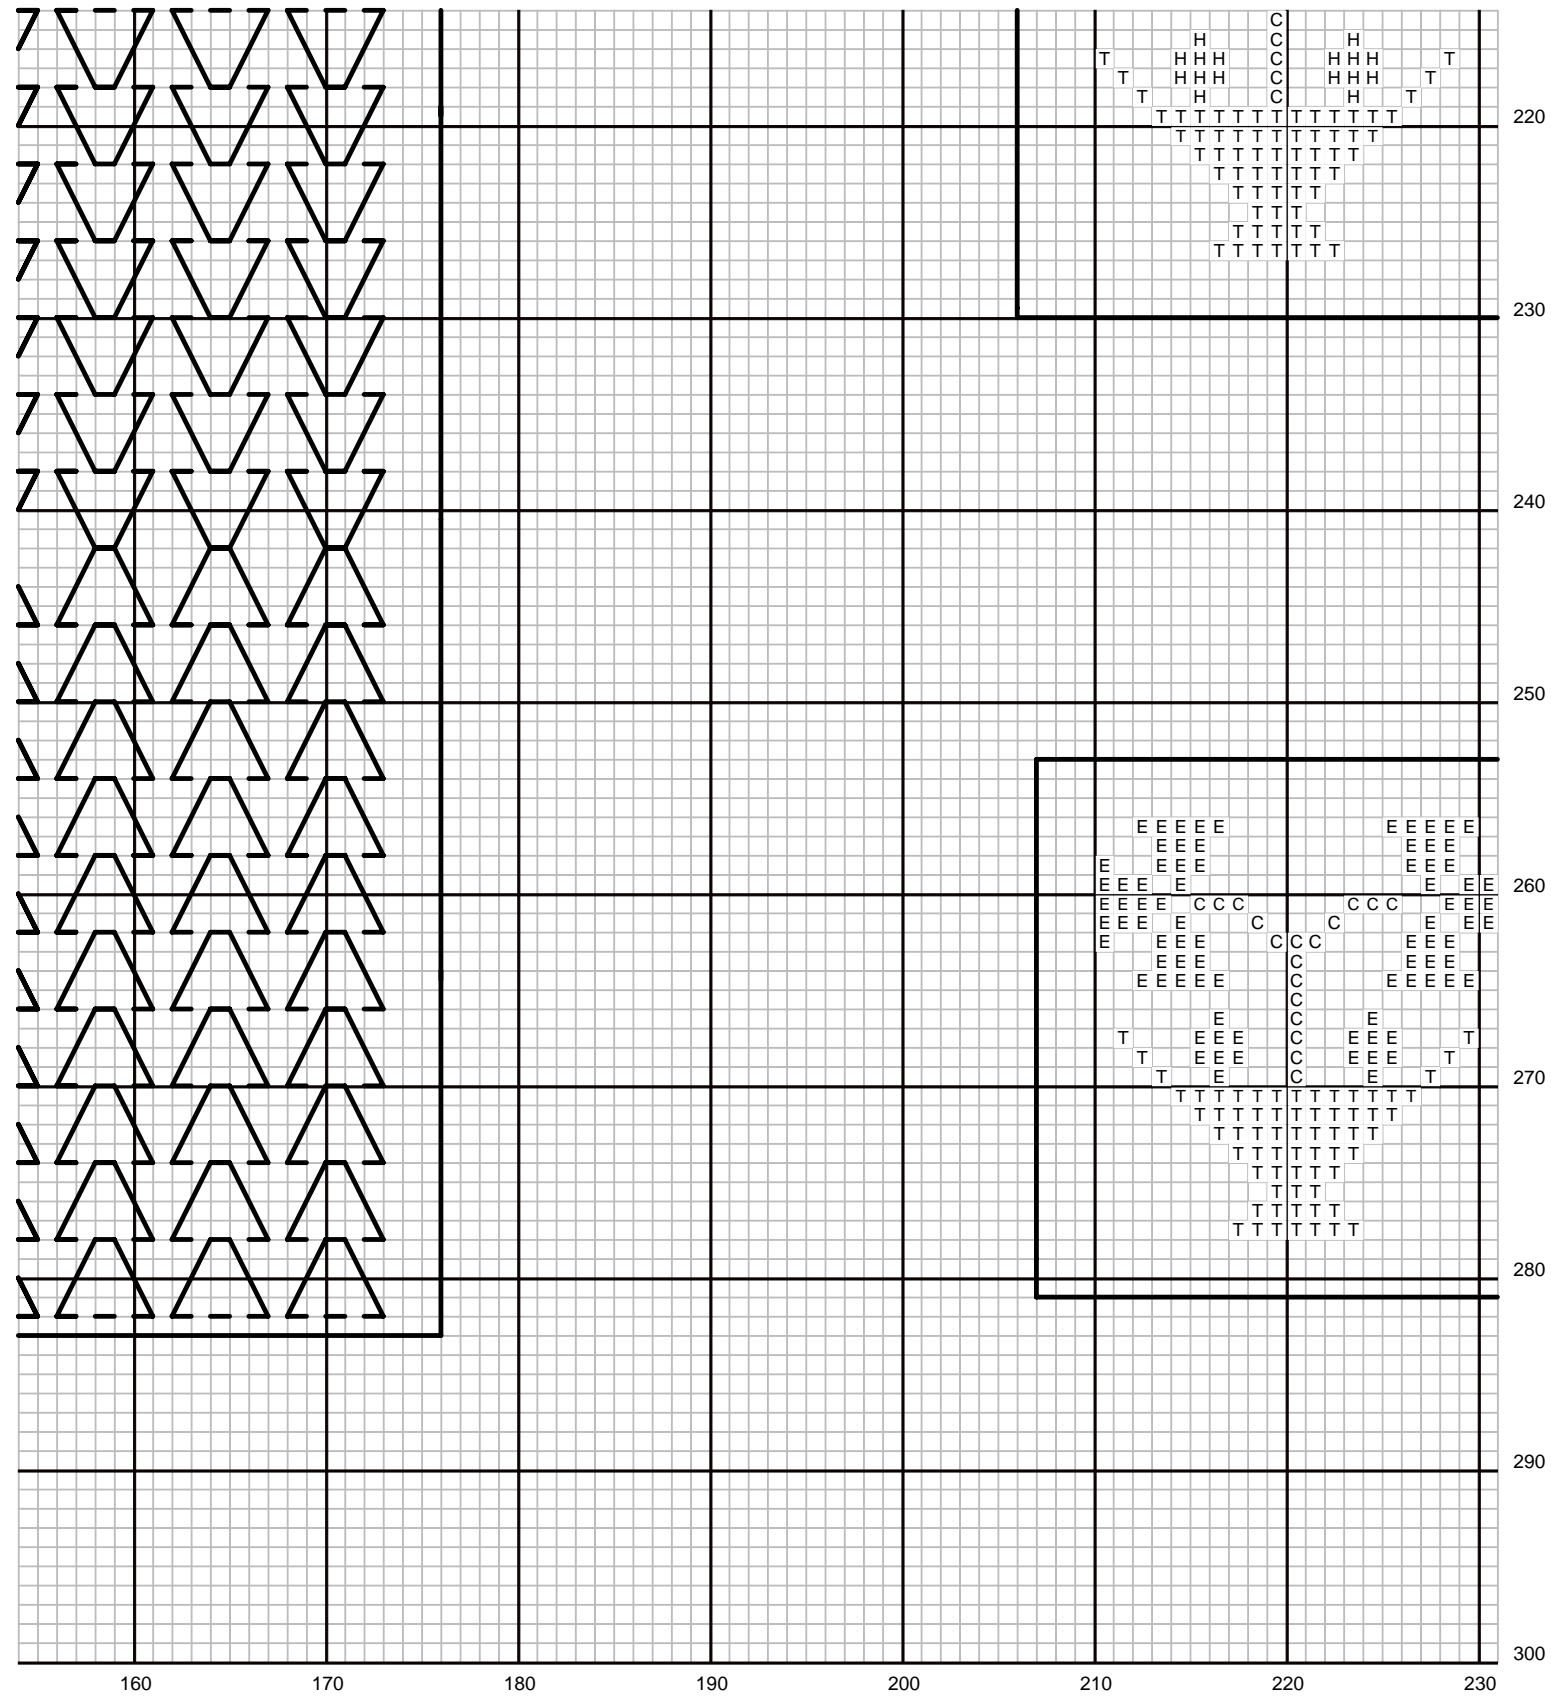 C
H C H
T H H H C H H H T
T H H H C H H H T
T H C H T
T T T T T T T T T T T T T 220
T T T T T T T T T T T
T T T T T T T T T
T T T T T T T
T T T T T
T T T
T T T T T
T T T T T T T
230
240
250
E E E E E E E E E E
E E E E E E
E E E E E E E
E E E E E E E 260
E E E E C C C C C C E E E
E E E E C C E E E
E E E E C C C E E E
E E E C E E E
E E E E E C E E E E E
C
E C E
T E E E C E E E T
T E E E C E E E T
T E C E T 270
T T T T T T T T T T T T T
T T T T T T T T T T T
T T T T T T T T T
T T T T T T T
T T T T T
T T T
T T T T T
T T T T T T T
280
290
300
160 170 180 190 200 210 220 230